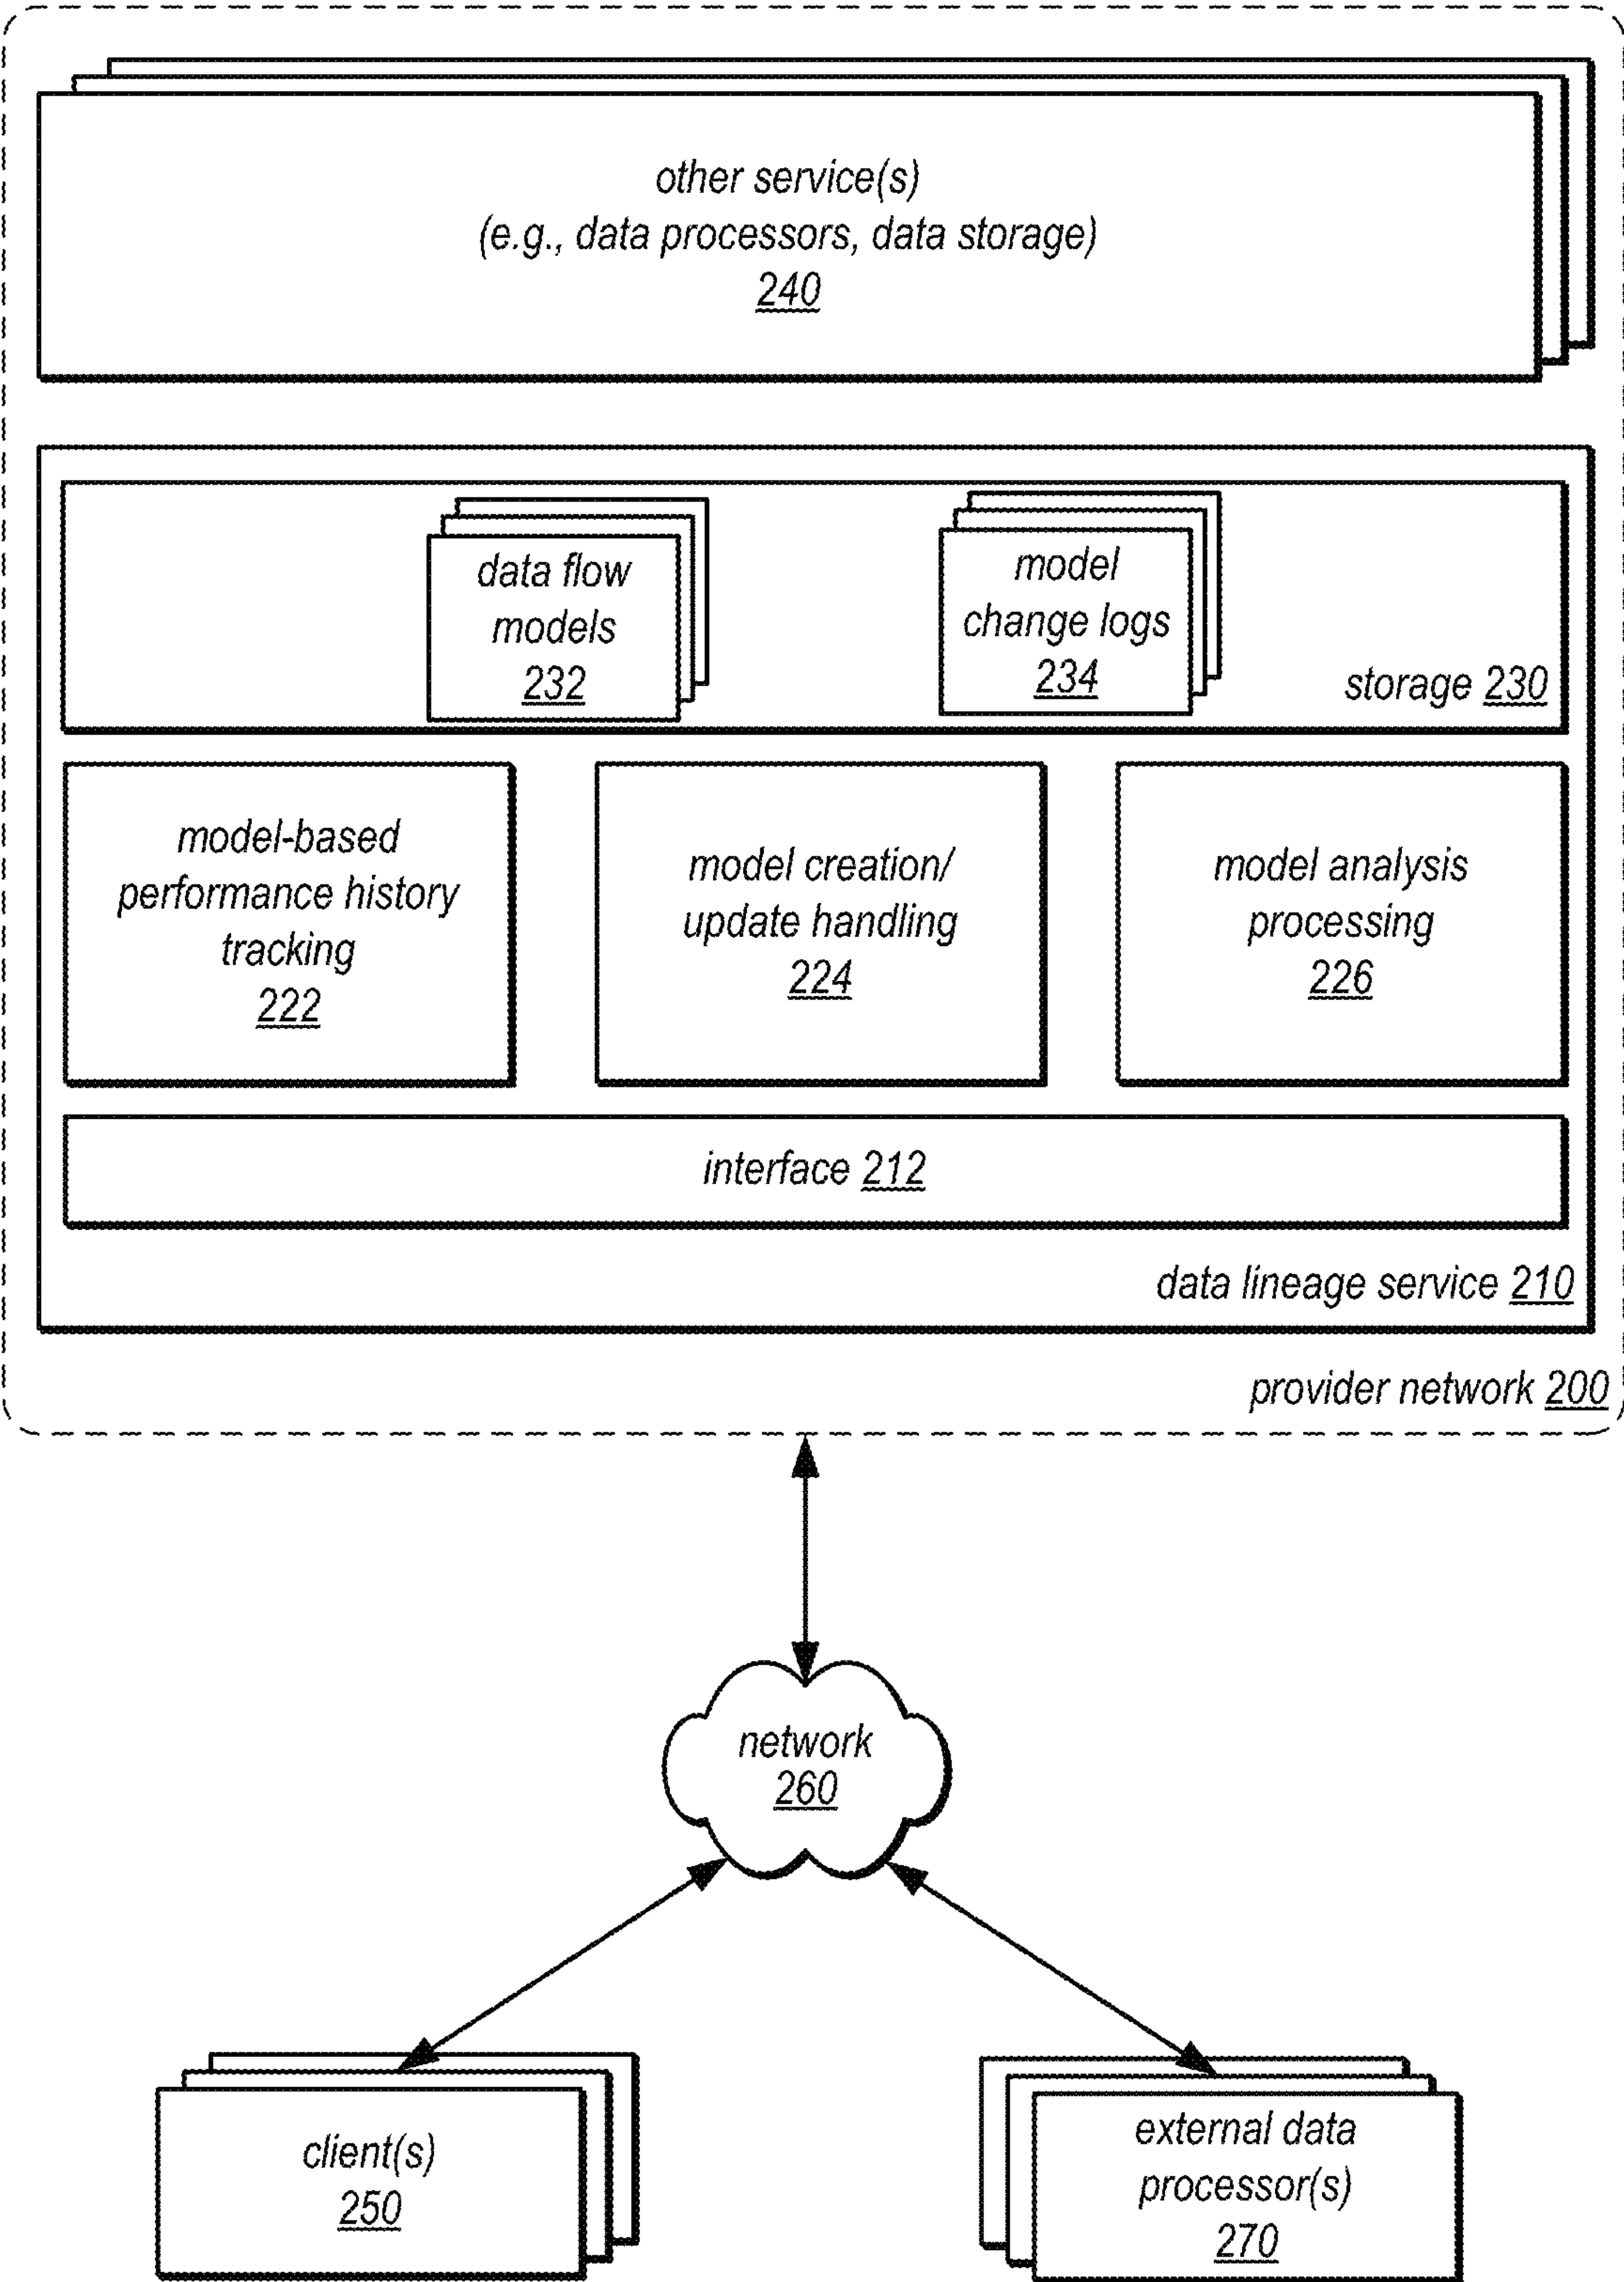 other service(s)
(e.g., data processors, data storage)
240
data flow
models
232
model
change logs
234
storage 230
model-based
performance history
tracking
222
model creation/
update handling
224
model analysis
processing
226
interface 212
data lineage service 210
provider network 200
network
260
client(s)
250
external data
processor(s)
270